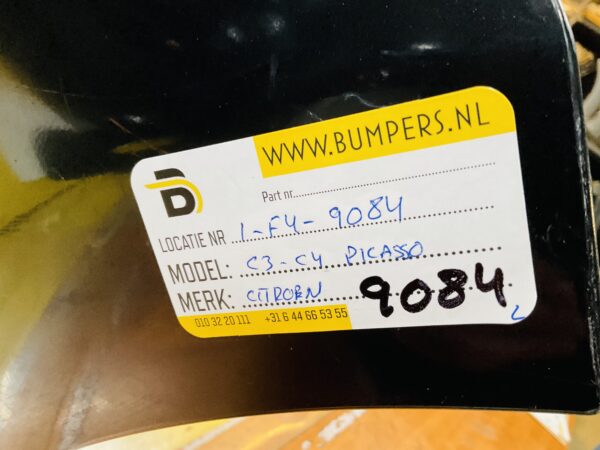 WWW.BUMPERS.NL
B
Part nr
LOCATIE NR 1-F4-9084
MODEL: C3-C4 PICASSO
MERK: CITROEN 9084 L
010 32 20 111 +31 6 44 66 53 55